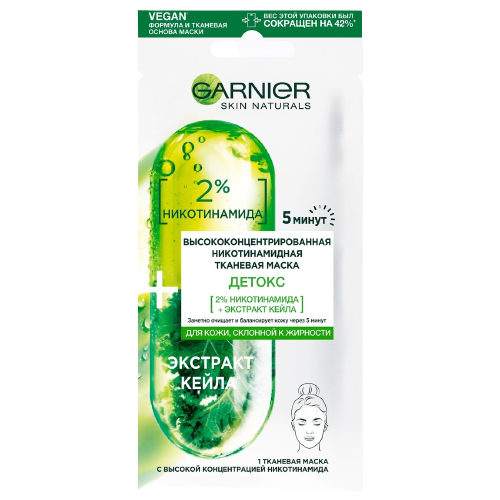 VEGAN*
ФОРМУЛА И ТКАНЕВАЯ
ОСНОВА МАСКИ
ВЕС ЭТОЙ УПАКОВКИ БЫЛ
СОКРАЩЕН НА 42%*
GARNIER
SKIN NATURALS
2%
НИКОТИНАМИДА
5 минут
ВЫСОКОКОНЦЕНТРИРОВАННАЯ
НИКОТИНАМИДНАЯ
ТКАНЕВАЯ МАСКА
ДЕТОКС
2% НИКОТИНАМИДА
+ ЭКСТРАКТ КЕЙЛА
Заметно очищает и балансирует кожу через 5 минут
ДЛЯ КОЖИ, СКЛОННОЙ К ЖИРНОСТИ
ЭКСТРАКТ
КЕЙЛА
1 ТКАНЕВАЯ МАСКА
С ВЫСОКОЙ КОНЦЕНТРАЦИЕЙ НИКОТИНАМИДА